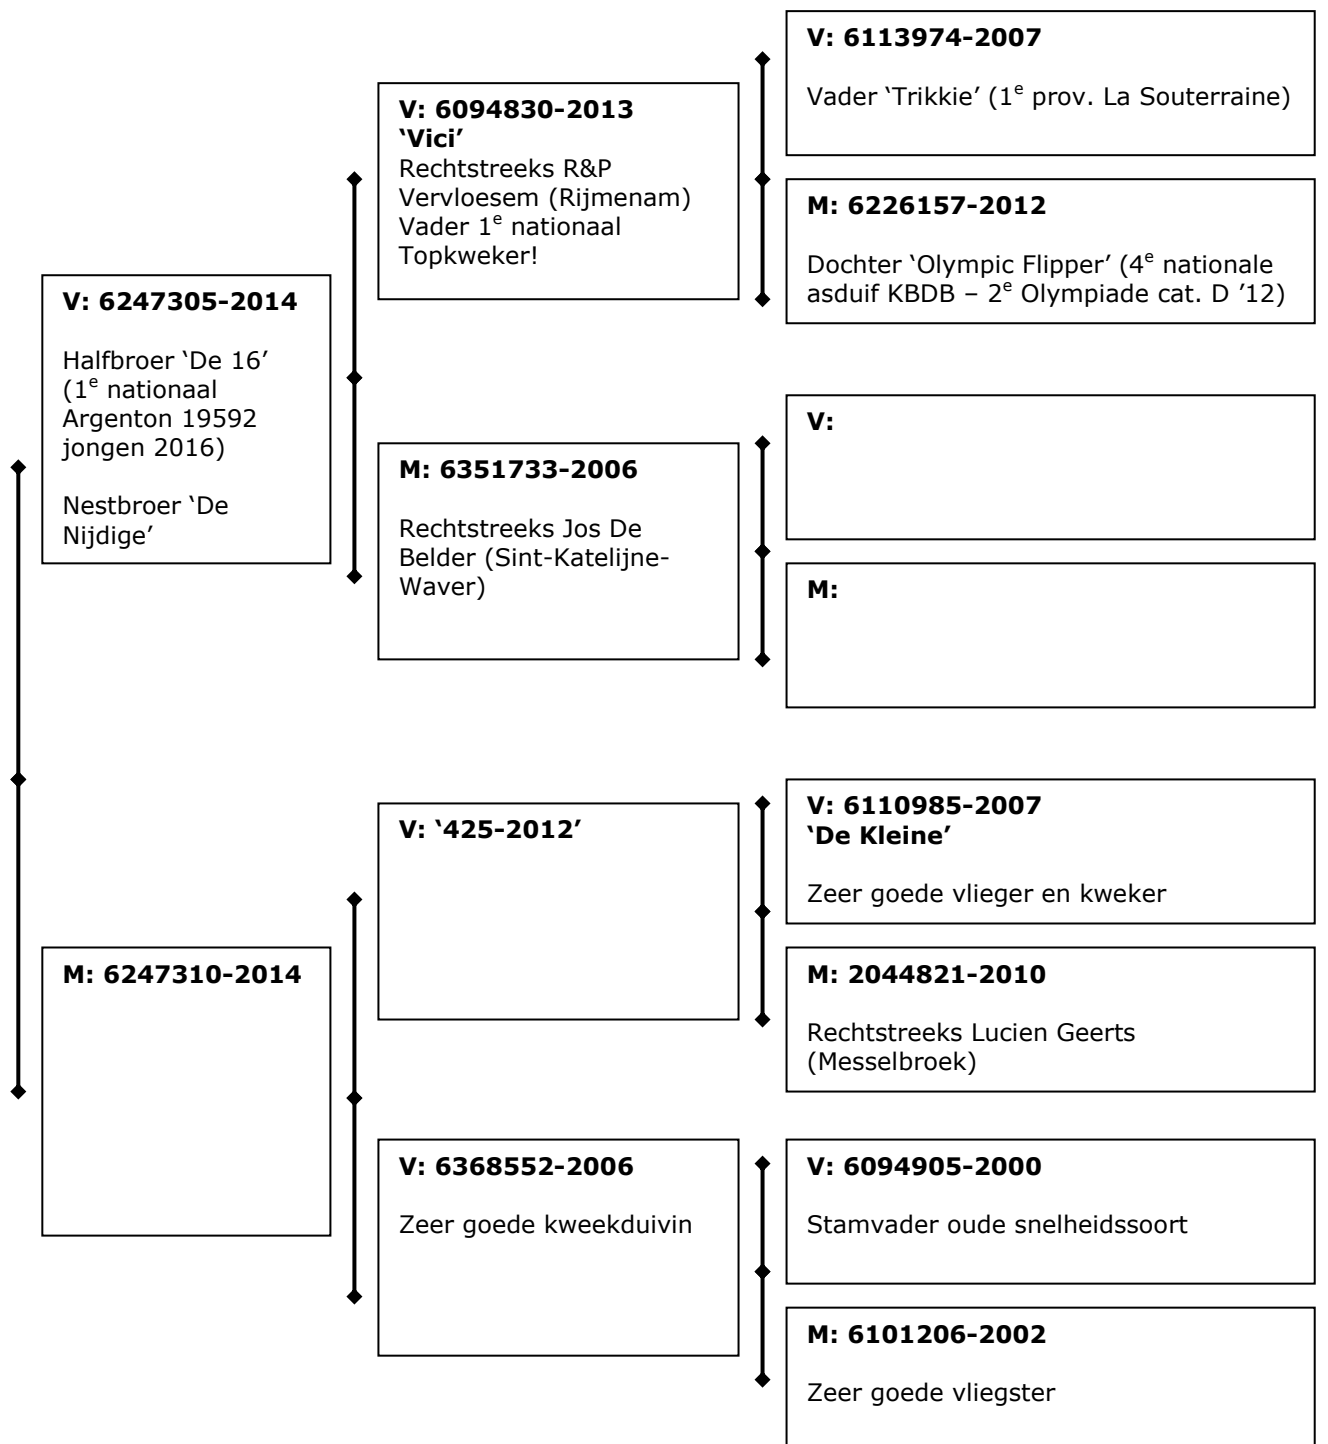 V: 6247305-2014
Halfbroer ‘De 16’
(1e nationaal
Argenton 19592
jongen 2016)
Nestbroer ‘De
Nijdige’
M: 6247310-2014
V: 6094830-2013
‘Vici’
Rechtstreeks R&P
Vervloesem (Rijmenam)
Vader 1e nationaal
Topkweker!
M: 6351733-2006
Rechtstreeks Jos De
Belder (Sint-Katelijne-
Waver)
V: ‘425-2012’
V: 6368552-2006
Zeer goede kweekduivin
V: 6113974-2007
Vader ‘Trikkie’ (1e prov. La Souterraine)
M: 6226157-2012
Dochter ‘Olympic Flipper’ (4e nationale
asduif KBDB – 2e Olympiade cat. D ’12)
V:
M:
V: 6110985-2007
‘De Kleine’
Zeer goede vlieger en kweker
M: 2044821-2010
Rechtstreeks Lucien Geerts
(Messelbroek)
V: 6094905-2000
Stamvader oude snelheidssoort
M: 6101206-2002
Zeer goede vliegster